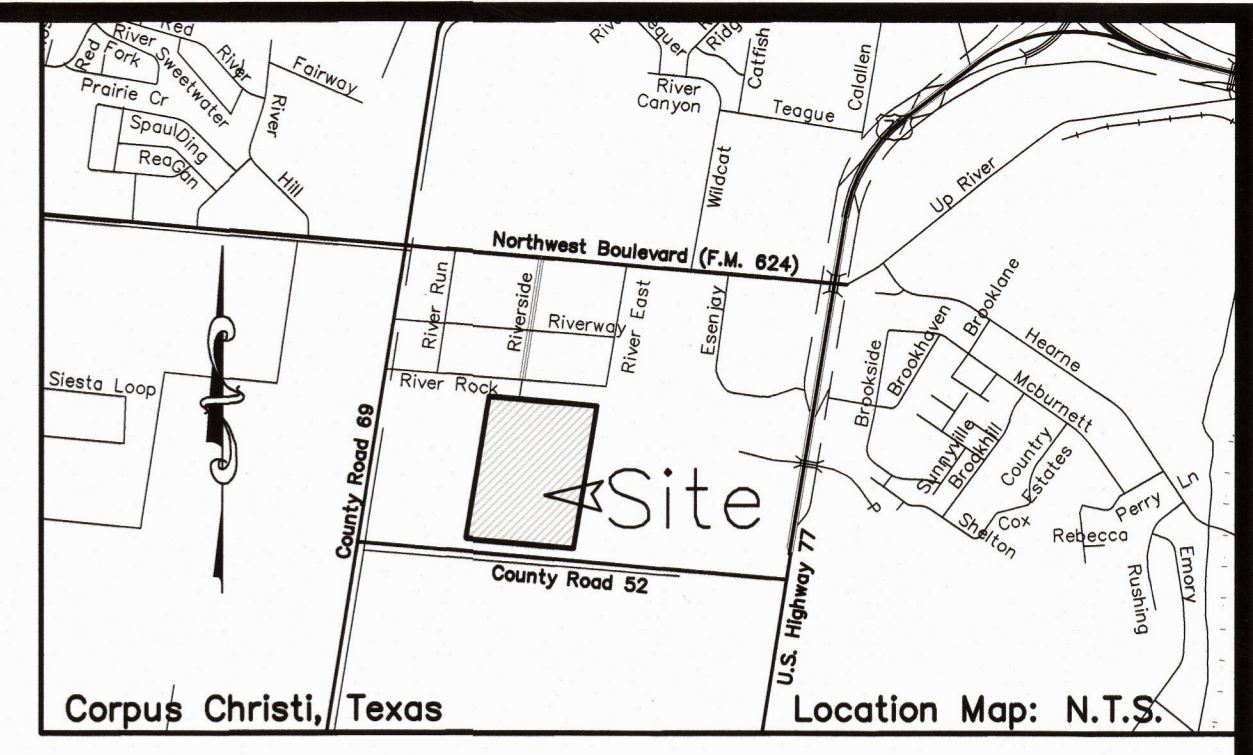 Red
River
Fork
Red
Sweetwater
River
Fairway
Prairie Cr
SpaulDing
ReaGan
River
Hill
River
Canyon
Ridg
Catfish
Teague
Calallen
Wildcat
Up River
Northwest Boulevard (F.M. 624)
River Run
Riverside
Riverway
River East
Esenjay
River Rock
Siesta Loop
County Road 69
Site
County Road 52
U.S. Highway 77
Brookside
Brookhaven
Brooklane
Hearne
Mcburnett
Sunnyville
Brookhill
Country
Estates
Shelton
Cox
Perry
Ln
Rebecca
Rushing
Emory
P
Corpus Christi, Texas
Location Map: N.T.S.